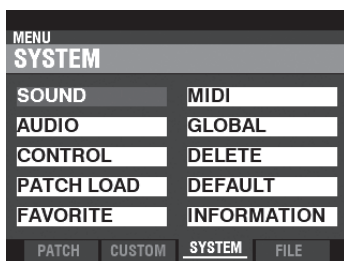 MENU
SYSTEM
SOUND
MIDI
AUDIO
GLOBAL
CONTROL
DELETE
PATCH LOAD
DEFAULT
FAVORITE
INFORMATION
PATCH CUSTOM SYSTEM FILE